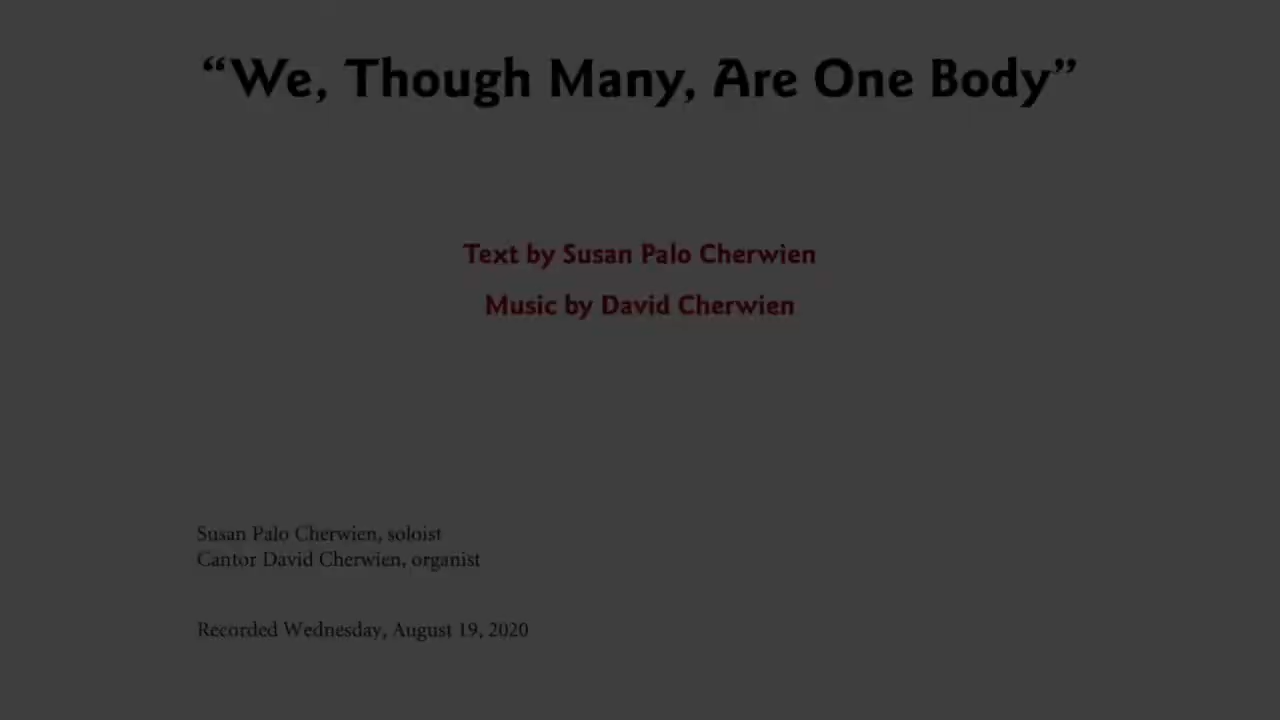 “We, Though Many, Are One Body”
Text by Susan Palo Cherwien
Music by David Cherwien
Susan Palo Cherwien, soloist
Cantor David Cherwien, organist
Recorded Wednesday, August 19, 2020